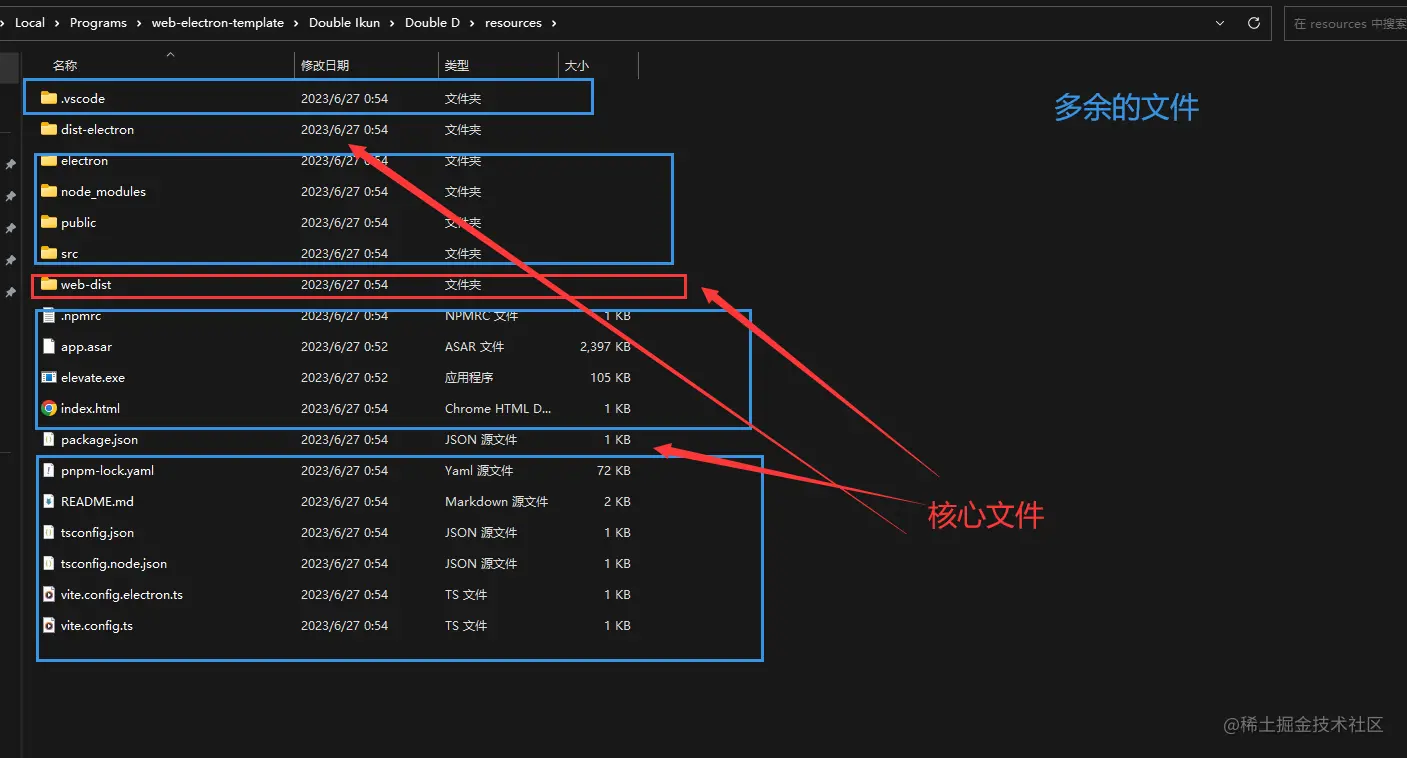 Local › Programs › web-electron-template › Double Ikun › Double D › resources ›
在 resources 中搜索
名称 修改日期 类型 大小
.vscode 2023/6/27 0:54 文件夹
多余的文件
dist-electron 2023/6/27 0:54 文件夹
electron 2023/6/27 0:54 文件夹
node_modules 2023/6/27 0:54 文件夹
public 2023/6/27 0:54 文件夹
src 2023/6/27 0:54 文件夹
web-dist 2023/6/27 0:54 文件夹
.npmrc 2023/6/27 0:54 NPMRC 文件 1 KB
app.asar 2023/6/27 0:52 ASAR 文件 2,397 KB
elevate.exe 2023/6/27 0:52 应用程序 105 KB
index.html 2023/6/27 0:54 Chrome HTML D... 1 KB
package.json 2023/6/27 0:54 JSON 源文件 1 KB
pnpm-lock.yaml 2023/6/27 0:54 Yaml 源文件 72 KB
README.md 2023/6/27 0:54 Markdown 源文件 2 KB
核心文件
tsconfig.json 2023/6/27 0:54 JSON 源文件 1 KB
tsconfig.node.json 2023/6/27 0:54 JSON 源文件 1 KB
vite.config.electron.ts 2023/6/27 0:54 TS 文件 1 KB
vite.config.ts 2023/6/27 0:54 TS 文件 1 KB
@稀土掘金技术社区